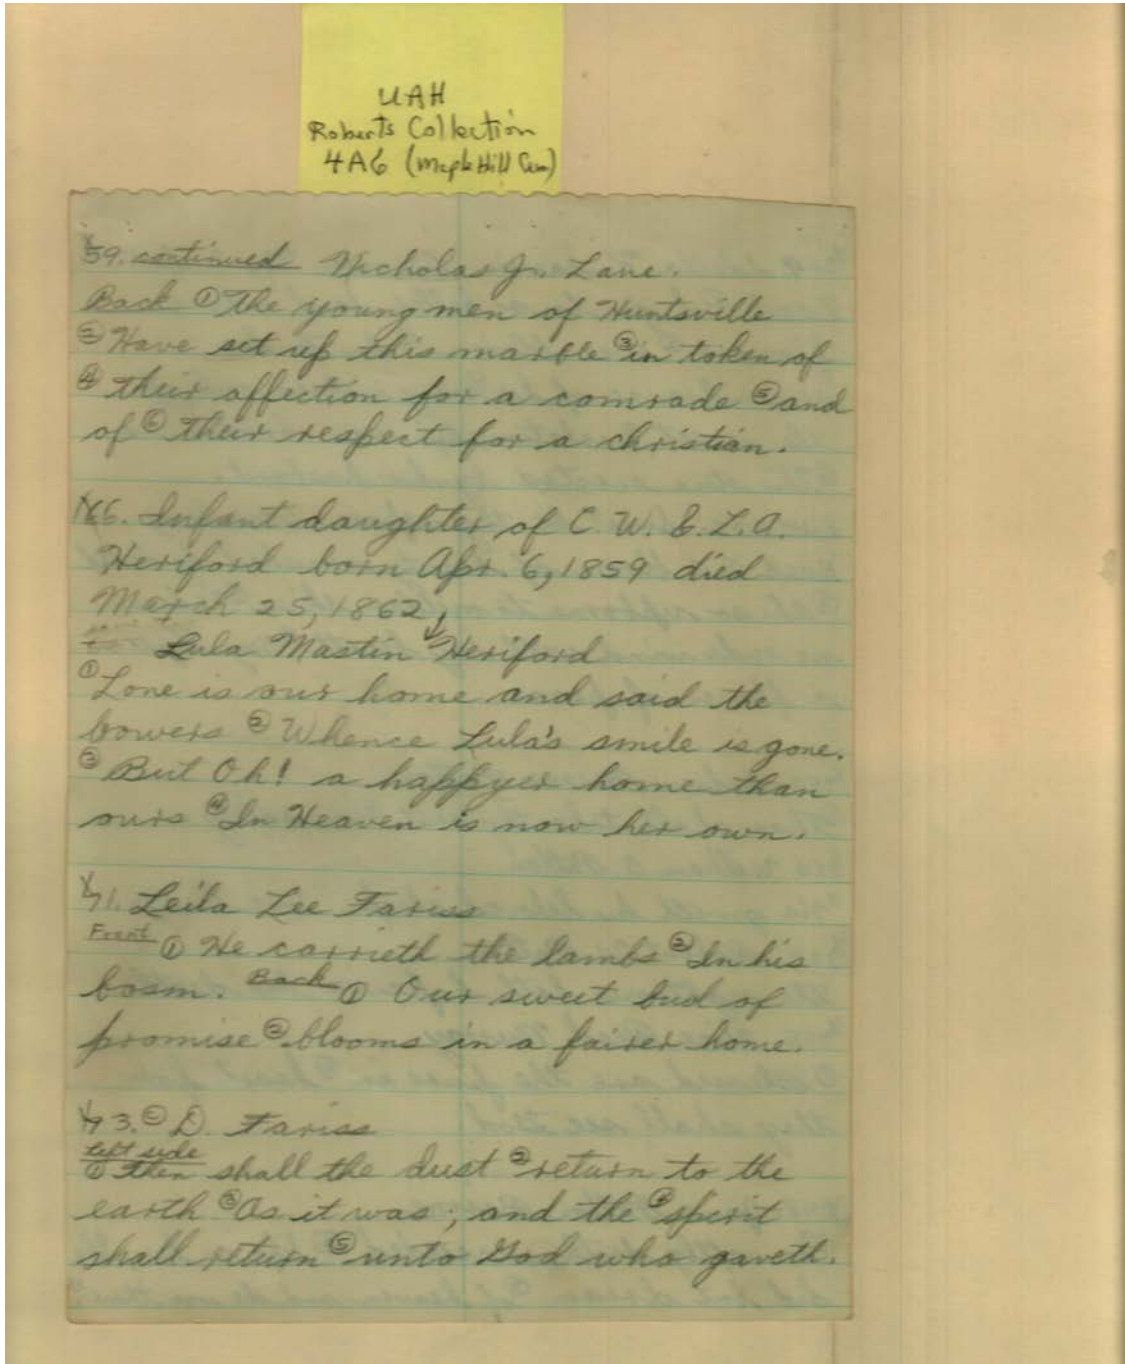 UAH
Roberts Collection
4A6 (Maple Hill Cem)
59. continued Nicholas Jr. Lane.
Back ① The young men of Huntsville
② Have set up this marble ③ in token of
④ their affection for a comrade ⑤ and
of ⑥ their respect for a christian.
66. Infant daughter of C. W. & L. A.
Heriford born Apr. 6, 1859 died
March 25, 1862,
Lula Mastin Heriford
① Lone is our home and said the
bowers ② Whence Lula's smile is gone.
③ But Oh! a happyer home than
ours ④ In Heaven is now her own.
71. Leila Lee Fariss
Front ① He carrieth the lambs ② In his
bosm. Back ① Our sweet bud of
promise ② blooms in a fairer home.
73. D. Fariss
Left side
① then shall the dust ② return to the
earth ③ As it was; and the ④ sperit
shall return ⑤ unto God who gaveth.